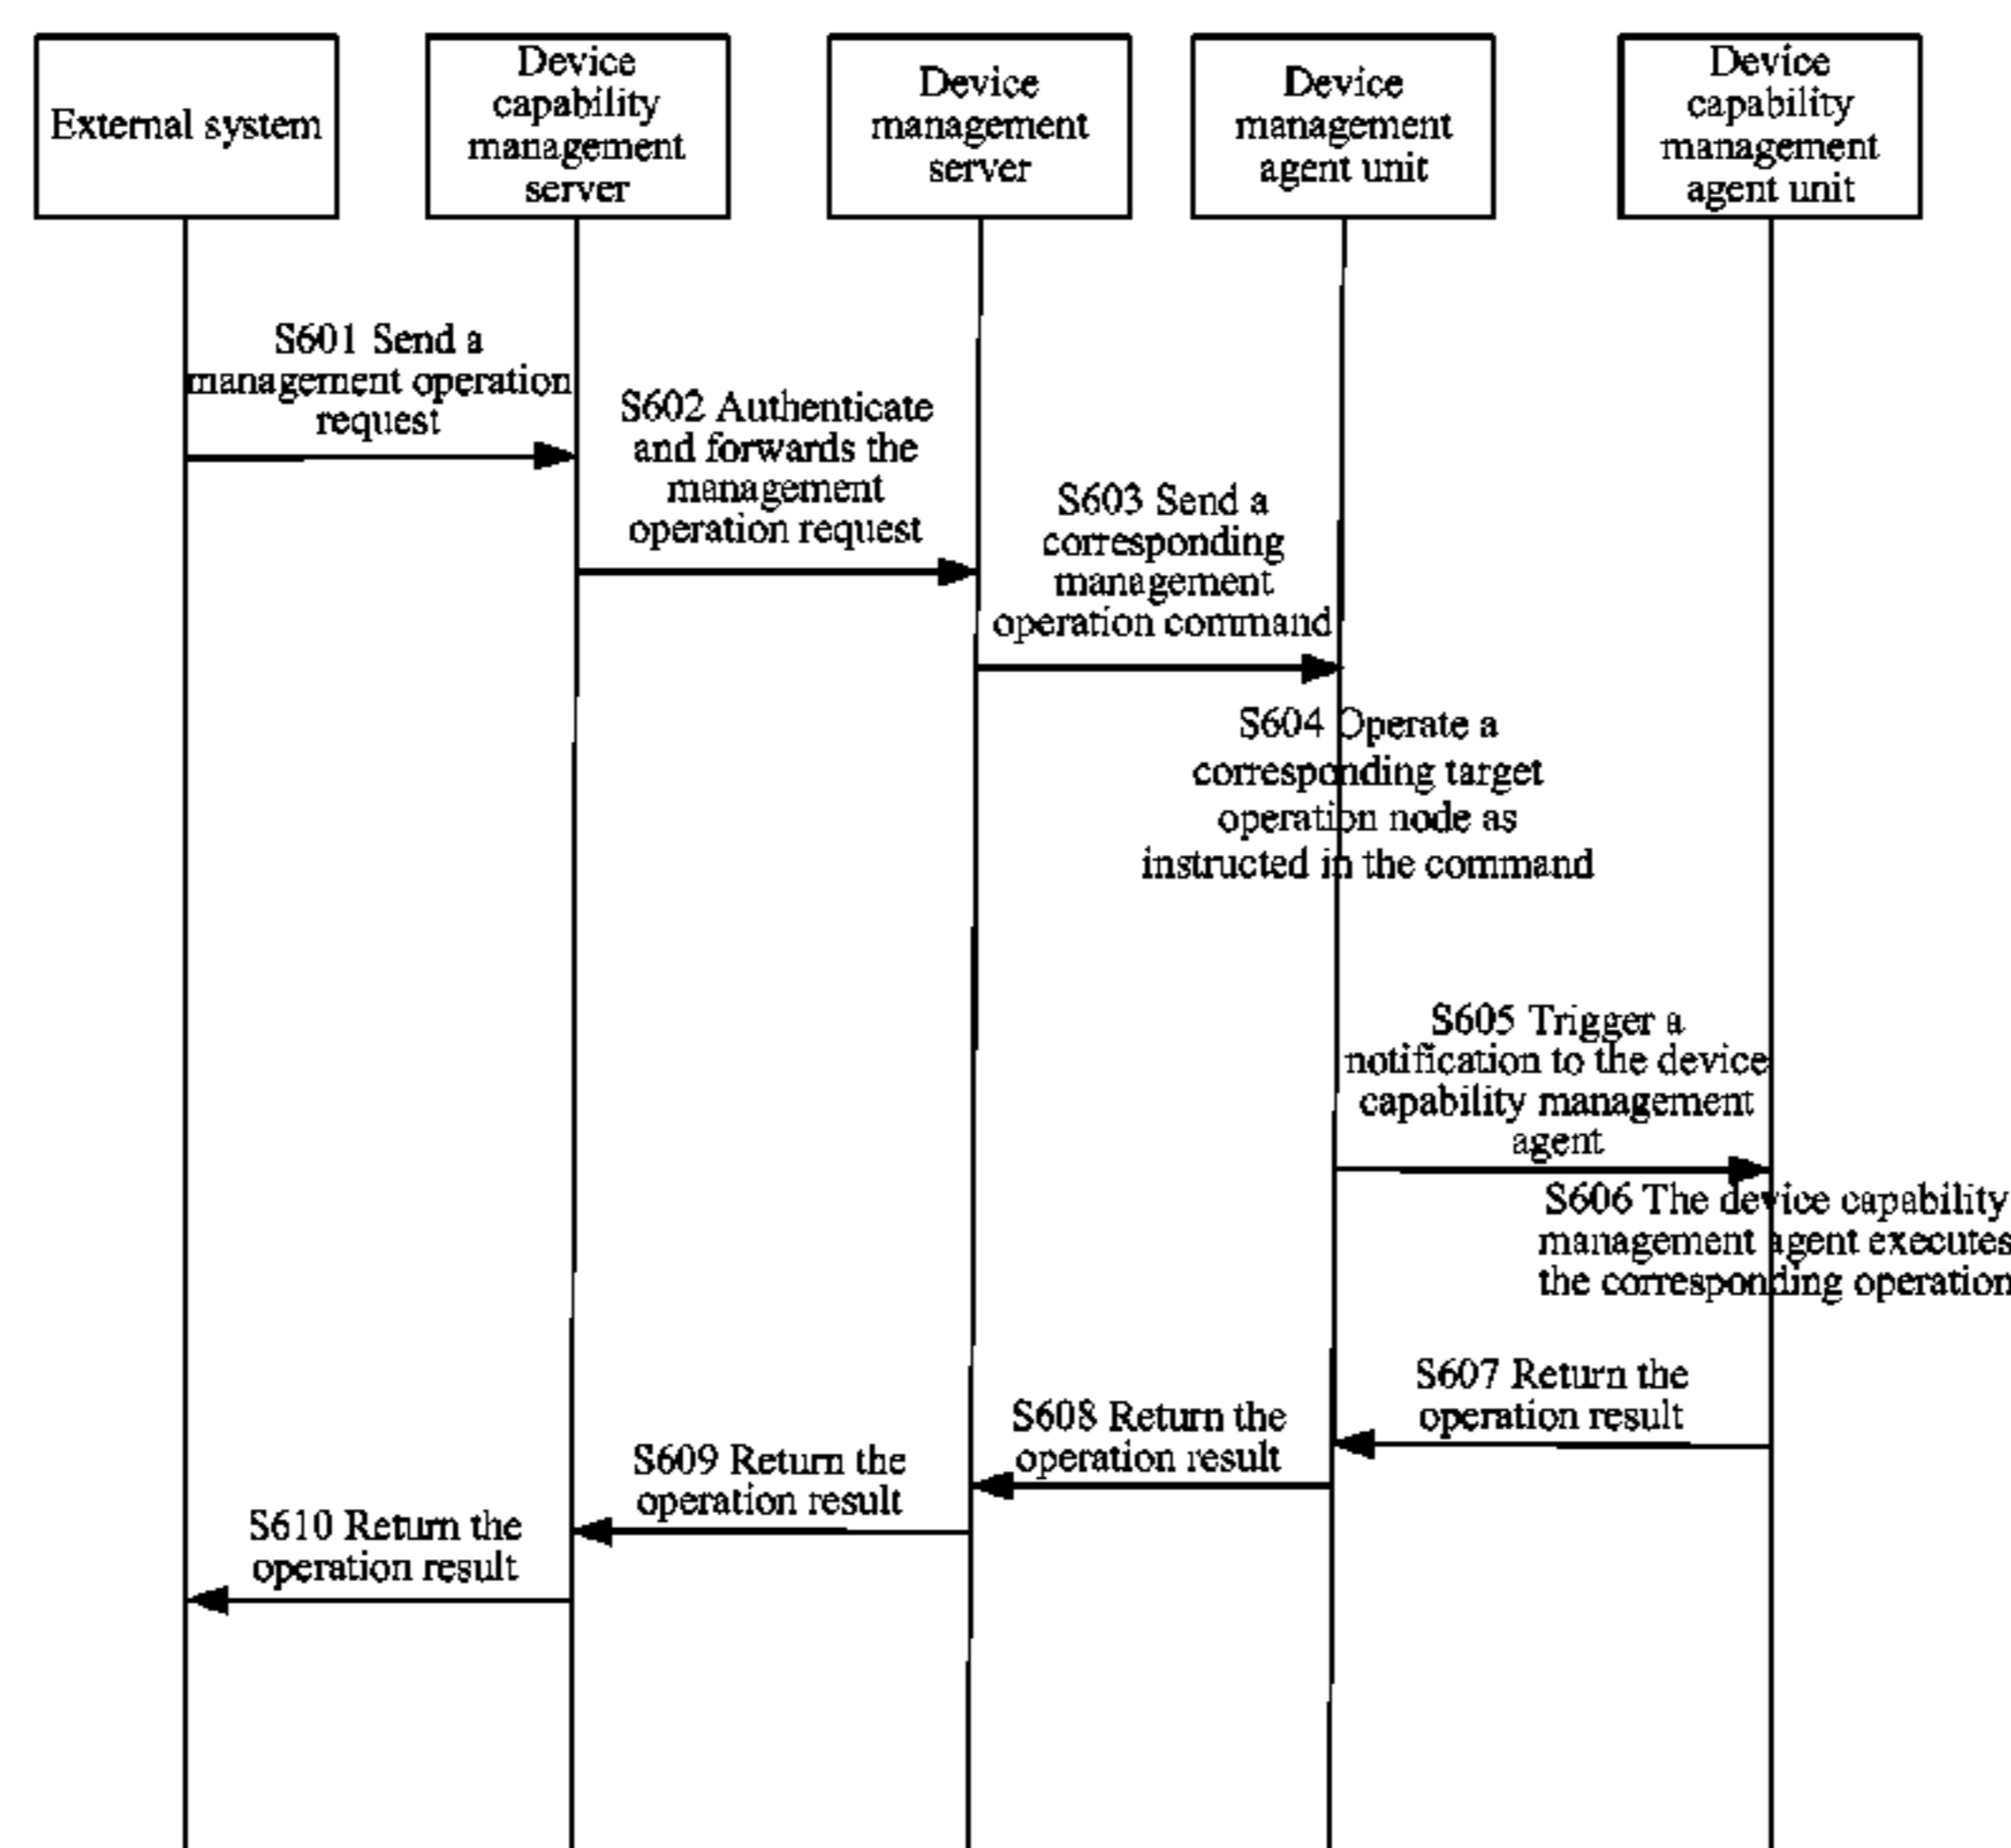 External system
Device
capability
management
server
Device
management
server
Device
management
agent unit
Device
capability
management
agent unit
S601 Send a
management operation
request
S602 Authenticate
and forwards the
management
operation request
S603 Send a
corresponding
management
operation command
S604 Operate a
corresponding target
operation node as
instructed in the command
S605 Trigger a
notification to the device
capability management
agent
S606 The device capability
management agent executes
the corresponding operation
S607 Return the
operation result
S608 Return the
operation result
S609 Return the
operation result
S610 Return the
operation result